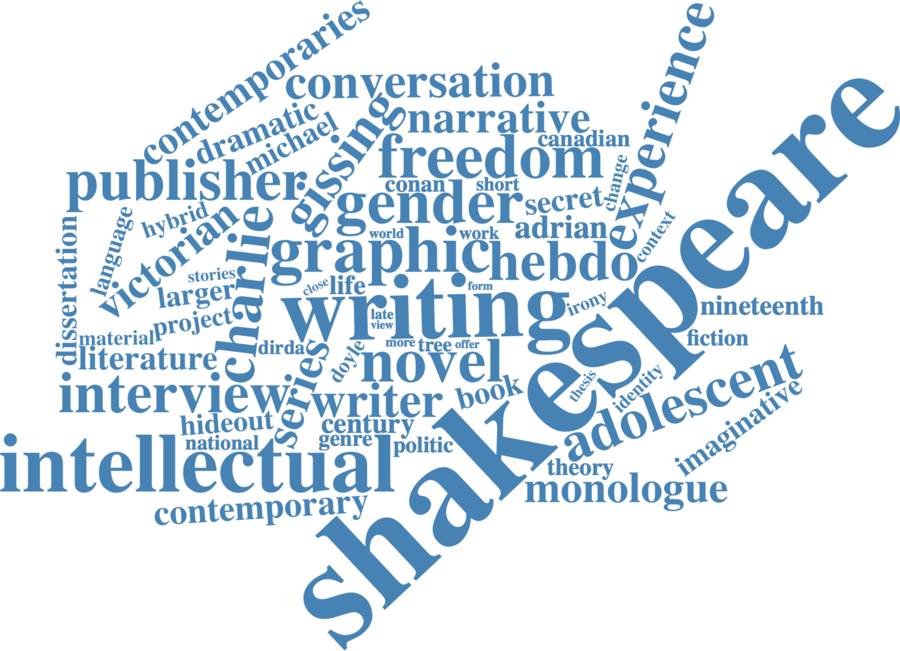 contemporaries
conversation
experience
dramatic
michael
gissing
narrative
canadian
freedom
publisher
conan
short
change
gender
secret
hybrid
language
victorian
charlie
adrian
context
world
work
dissertation
graphic
hebdo
shakespeare
stories
close
life
form
larger
writing
irony
nineteenth
late
view
project
material
literature
dirda
series
doyle
more
tree
offer
novel
fiction
interview
writer
book
thesis
identity
adolescent
imaginative
hideout
century
national
genre
politic
intellectual
theory
monologue
contemporary